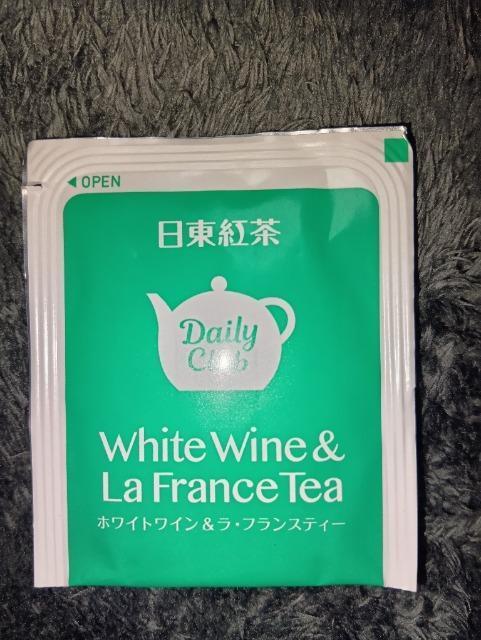 ◀ OPEN
日東紅茶
Daily
Club
White Wine &
La France Tea
ホワイトワイン&ラ・フランスティー